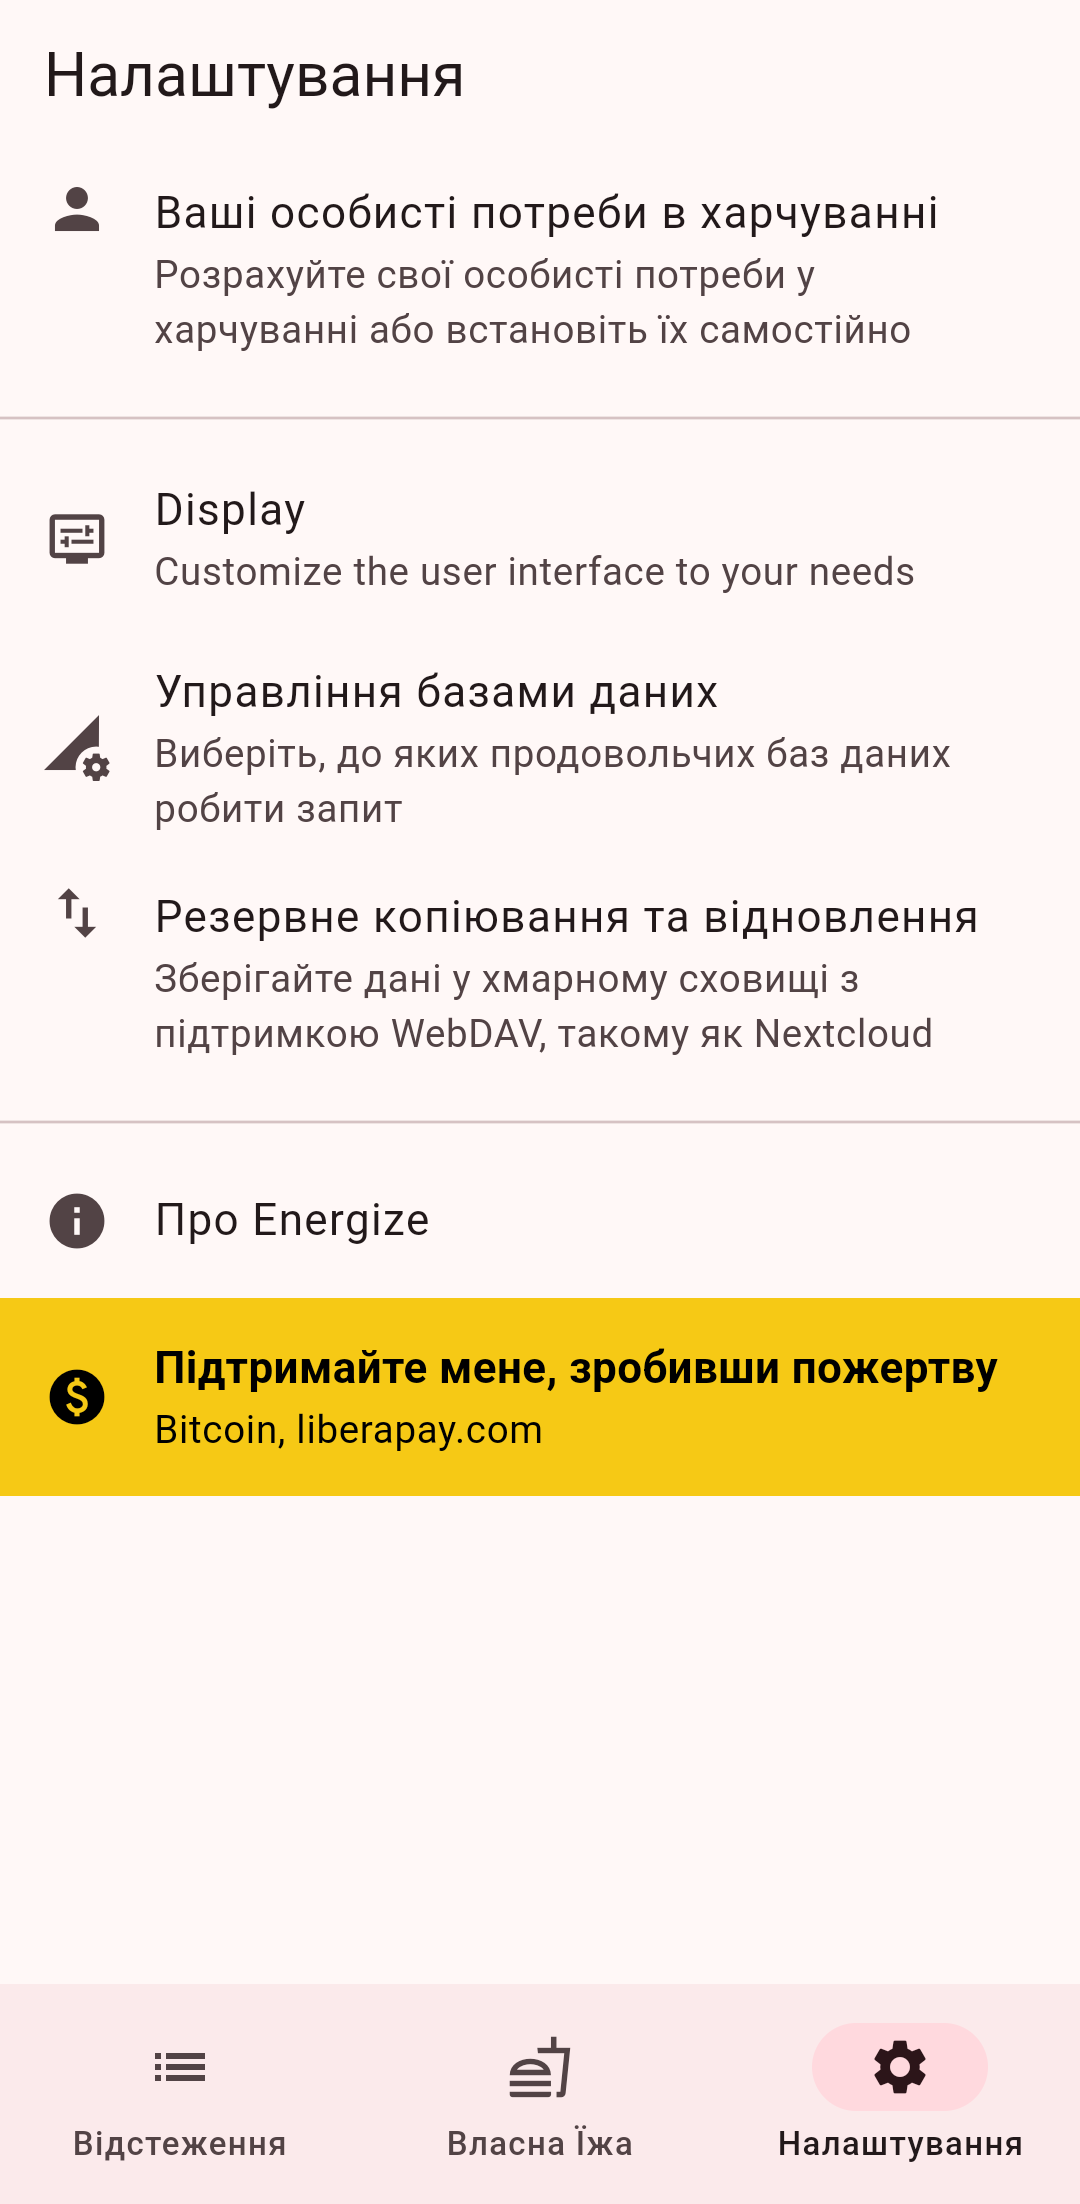 Налаштування
Ваші особисті потреби в харчуванні
Розрахуйте свої особисті потреби у
харчуванні або встановіть їх самостійно
Display
Customize the user interface to your needs
Управління базами даних
Виберіть, до яких продовольчих баз даних
робити запит
Резервне копіювання та відновлення
Зберігайте дані у хмарному сховищі з
підтримкою WebDAV, такому як Nextcloud
Про Energize
Підтримайте мене, зробивши пожертву
Bitcoin, liberapay.com
Відстеження
Власна Їжа
Налаштування